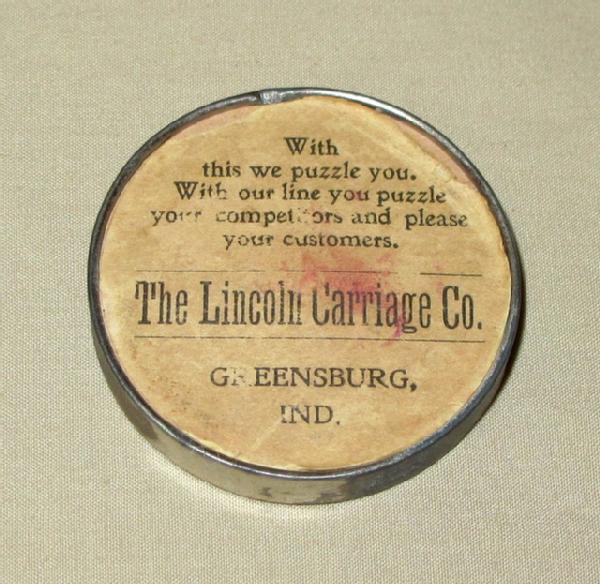 With
this we puzzle you.
With our line you puzzle
your competitors and please
your customers.
The Lincoln Carriage Co.
GREENSBURG,
IND.